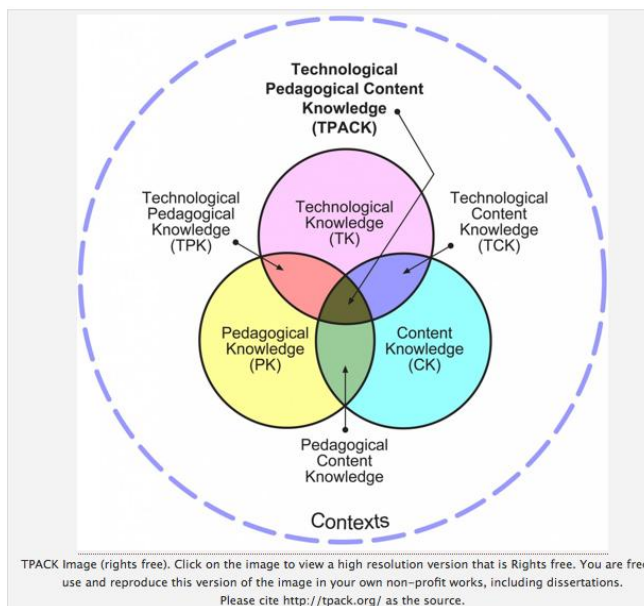 Technological
Pedagogical Content
Knowledge
(TPACK)
Technological
Pedagogical
Knowledge
(TPK)
Technological
Knowledge
(TK)
Technological
Content
Knowledge
(TCK)
Pedagogical
Knowledge
(PK)
Content
Knowledge
(CK)
Pedagogical
Content
Knowledge
Contexts
TPACK Image (rights free). Click on the image to view a high resolution version that is Rights free. You are free
use and reproduce this version of the image in your own non-profit works, including dissertations.
Please cite http://tpack.org/ as the source.